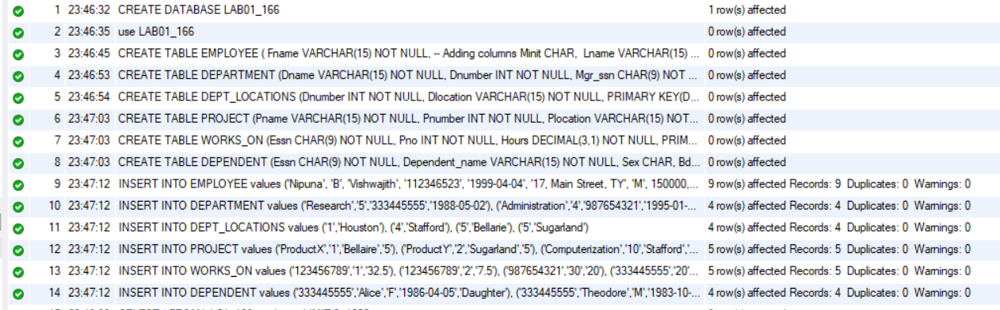 1 23:46:32 CREATE DATABASE LAB01_166 1 row(s) affected
2 23:46:35 use LAB01_166 0 row(s) affected
3 23:46:45 CREATE TABLE EMPLOYEE ( Fname VARCHAR(15) NOT NULL, -- Adding columns Minit CHAR, Lname VARCHAR(15) ... 0 row(s) affected
4 23:46:53 CREATE TABLE DEPARTMENT (Dname VARCHAR(15) NOT NULL, Dnumber INT NOT NULL, Mgr_ssn CHAR(9) NOT ... 0 row(s) affected
5 23:46:54 CREATE TABLE DEPT_LOCATIONS (Dnumber INT NOT NULL, Dlocation VARCHAR(15) NOT NULL, PRIMARY KEY(D... 0 row(s) affected
6 23:47:03 CREATE TABLE PROJECT (Pname VARCHAR(15) NOT NULL, Pnumber INT NOT NULL, Plocation VARCHAR(15) NOT... 0 row(s) affected
7 23:47:03 CREATE TABLE WORKS_ON (Essn CHAR(9) NOT NULL, Pno INT NOT NULL, Hours DECIMAL(3,1) NOT NULL, PRIM... 0 row(s) affected
8 23:47:03 CREATE TABLE DEPENDENT (Essn CHAR(9) NOT NULL, Dependent_name VARCHAR(15) NOT NULL, Sex CHAR, Bd... 0 row(s) affected
9 23:47:12 INSERT INTO EMPLOYEE values ('Nipuna', 'B', 'Vishwajith', '112346523', '1999-04-04', '17, Main Street, TY', 'M', 150000,... 9 row(s) affected Records: 9 Duplicates: 0 Warnings: 0
10 23:47:12 INSERT INTO DEPARTMENT values ('Research','5','333445555','1988-05-02'), ('Administration','4','987654321','1995-01-... 4 row(s) affected Records: 4 Duplicates: 0 Warnings: 0
11 23:47:12 INSERT INTO DEPT_LOCATIONS values ('1','Houston'), ('4','Stafford'), ('5','Bellarie'), ('5','Sugarland') 4 row(s) affected Records: 4 Duplicates: 0 Warnings: 0
12 23:47:12 INSERT INTO PROJECT values ('ProductX','1','Bellaire','5'), ('ProductY','2','Sugarland','5'), ('Computerization','10','Stafford','... 5 row(s) affected Records: 5 Duplicates: 0 Warnings: 0
13 23:47:12 INSERT INTO WORKS_ON values ('123456789','1','32.5'), ('123456789','2','7.5'), ('987654321','30','20'), ('333445555','20'... 5 row(s) affected Records: 5 Duplicates: 0 Warnings: 0
14 23:47:12 INSERT INTO DEPENDENT values ('333445555','Alice','F','1986-04-05','Daughter'), ('333445555','Theodore','M','1983-10-... 4 row(s) affected Records: 4 Duplicates: 0 Warnings: 0